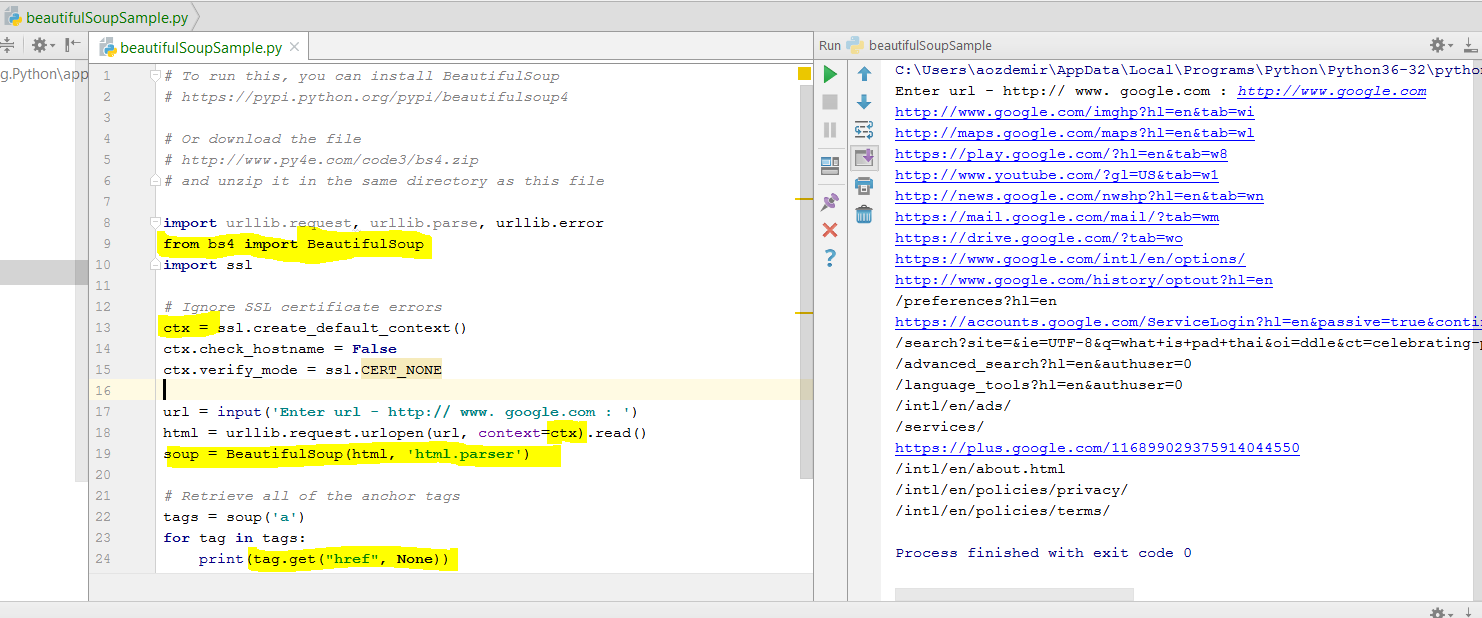 beautifulSoupSample.py
beautifulSoupSample.py
g.Python\app
1 # To run this, you can install BeautifulSoup
2 # https://pypi.python.org/pypi/beautifulsoup4
3
4 # Or download the file
5 # http://www.py4e.com/code3/bs4.zip
6 # and unzip it in the same directory as this file
7
8 import urllib.request, urllib.parse, urllib.error
9 from bs4 import BeautifulSoup
10 import ssl
11
12 # Ignore SSL certificate errors
13 ctx = ssl.create_default_context()
14 ctx.check_hostname = False
15 ctx.verify_mode = ssl.CERT_NONE
16
17 url = input('Enter url - http:// www. google.com : ')
18 html = urllib.request.urlopen(url, context=ctx).read()
19 soup = BeautifulSoup(html, 'html.parser')
20
21 # Retrieve all of the anchor tags
22 tags = soup('a')
23 for tag in tags:
24 print(tag.get("href", None))
Run beautifulSoupSample
C:\Users\aozdemir\AppData\Local\Programs\Python\Python36-32\python
Enter url - http:// www. google.com : http://www.google.com
http://www.google.com/imghp?hl=en&tab=wi
http://maps.google.com/maps?hl=en&tab=wl
https://play.google.com/?hl=en&tab=w8
http://www.youtube.com/?gl=US&tab=w1
http://news.google.com/nwshp?hl=en&tab=wn
https://mail.google.com/mail/?tab=wm
https://drive.google.com/?tab=wo
https://www.google.com/intl/en/options/
http://www.google.com/history/optout?hl=en
/preferences?hl=en
https://accounts.google.com/ServiceLogin?hl=en&passive=true&conti
/search?site=&ie=UTF-8&q=what+is+pad+thai&oi=ddle&ct=celebrating-p
/advanced_search?hl=en&authuser=0
/language_tools?hl=en&authuser=0
/intl/en/ads/
/services/
https://plus.google.com/116899029375914044550
/intl/en/about.html
/intl/en/policies/privacy/
/intl/en/policies/terms/
Process finished with exit code 0